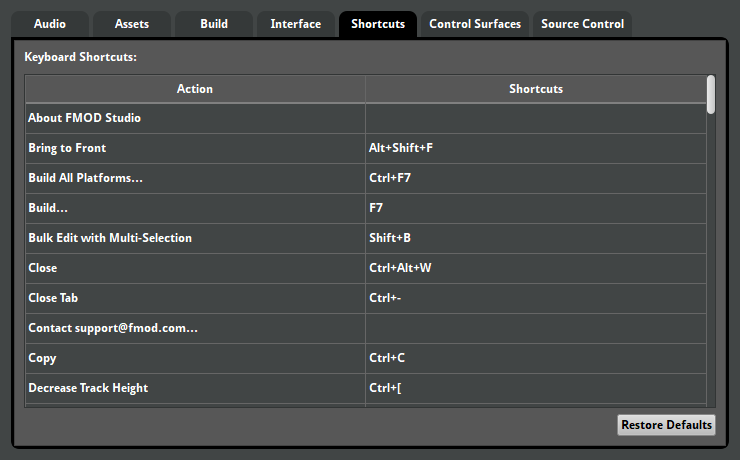 Audio Assets Build Interface Shortcuts Control Surfaces Source Control
Keyboard Shortcuts:
Action Shortcuts
About FMOD Studio
Bring to Front Alt+Shift+F
Build All Platforms... Ctrl+F7
Build... F7
Bulk Edit with Multi-Selection Shift+B
Close Ctrl+Alt+W
Close Tab Ctrl+-
Contact support@fmod.com...
Copy Ctrl+C
Decrease Track Height Ctrl+[
Restore Defaults